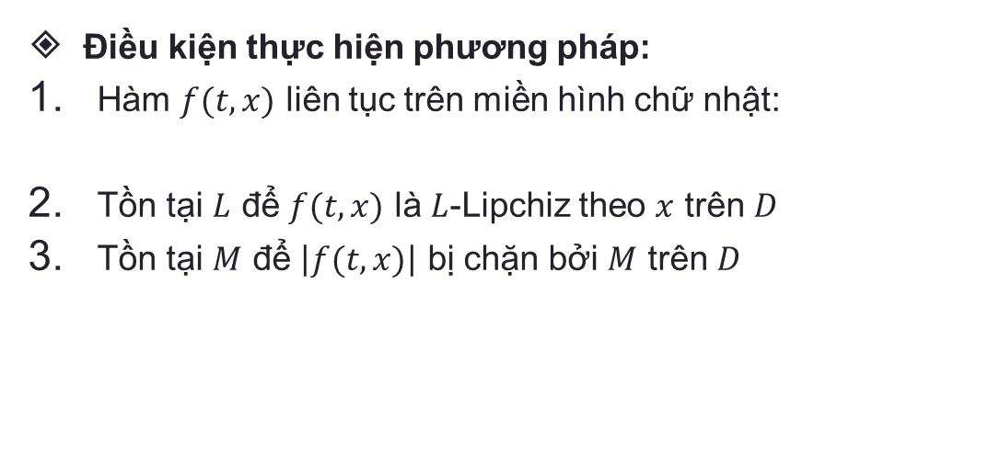 ◈ Điều kiện thực hiện phương pháp:
1. Hàm f(t, x) liên tục trên miền hình chữ nhật:
2. Tồn tại L để f(t, x) là L-Lipchiz theo x trên D
3. Tồn tại M để |f(t, x)| bị chặn bởi M trên D